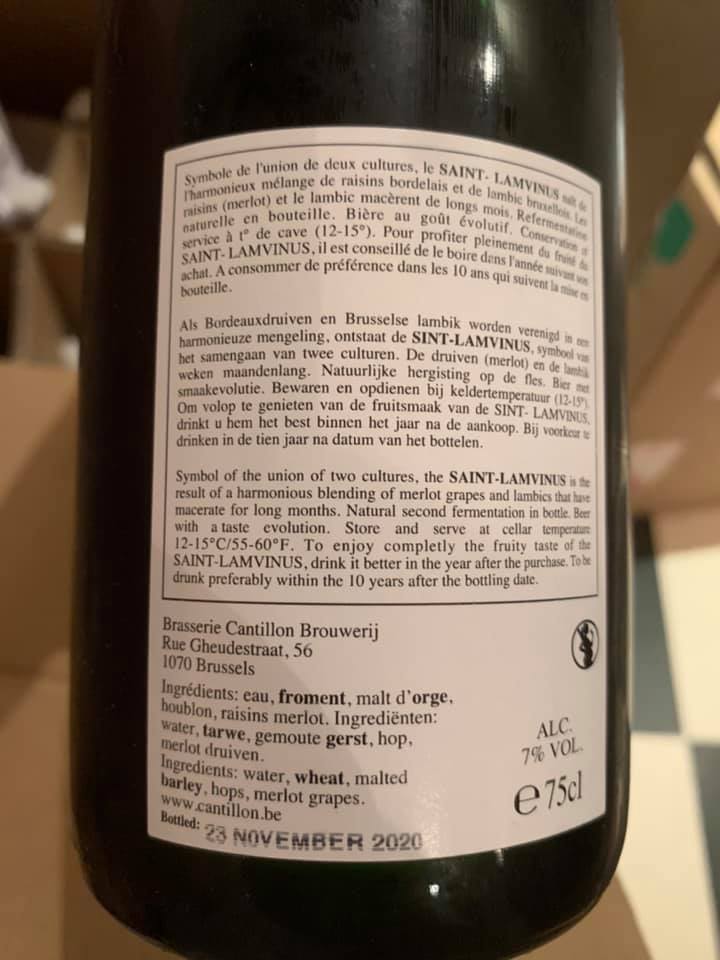 Symbole de l'union de deux cultures, le SAINT- LAMVINUS naît de
l'harmonieux mélange de raisins bordelais et de lambic bruxellois. Les
raisins (merlot) et le lambic macèrent de longs mois. Refermentation
naturelle en bouteille. Bière au goût évolutif. Conservation et
service à t° de cave (12-15°). Pour profiter pleinement du fruité du
SAINT- LAMVINUS, il est conseillé de le boire dans l'année suivant son
achat. A consommer de préférence dans les 10 ans qui suivent la mise en
bouteille.
Als Bordeauxdruiven en Brusselse lambik worden verenigd in een
harmonieuze mengeling, ontstaat de SINT-LAMVINUS, symbool van
het samengaan van twee culturen. De druiven (merlot) en de lambik
weken maandenlang. Natuurlijke hergisting op de fles. Bier met
smaakevolutie. Bewaren en opdienen bij keldertemperatuur (12-15°).
Om volop te genieten van de fruitsmaak van de SINT- LAMVINUS,
drinkt u hem het best binnen het jaar na de aankoop. Bij voorkeur te
drinken in de tien jaar na datum van het bottelen.
Symbol of the union of two cultures, the SAINT-LAMVINUS is the
result of a harmonious blending of merlot grapes and lambics that have
macerate for long months. Natural second fermentation in bottle. Beer
with a taste evolution. Store and serve at cellar temperature
12-15°C/55-60°F. To enjoy completly the fruity taste of the
SAINT-LAMVINUS, drink it better in the year after the purchase. To be
drunk preferably within the 10 years after the bottling date.
Brasserie Cantillon Brouwerij
Rue Gheudestraat, 56
1070 Brussels
Ingrédients: eau, froment, malt d'orge,
houblon, raisins merlot. Ingrediënten:
water, tarwe, gemoute gerst, hop,
merlot druiven.
Ingredients: water, wheat, malted
barley, hops, merlot grapes.
www.cantillon.be
Bottled: 23 NOVEMBER 2020
ALC.
7% VOL.
℮ 75cl